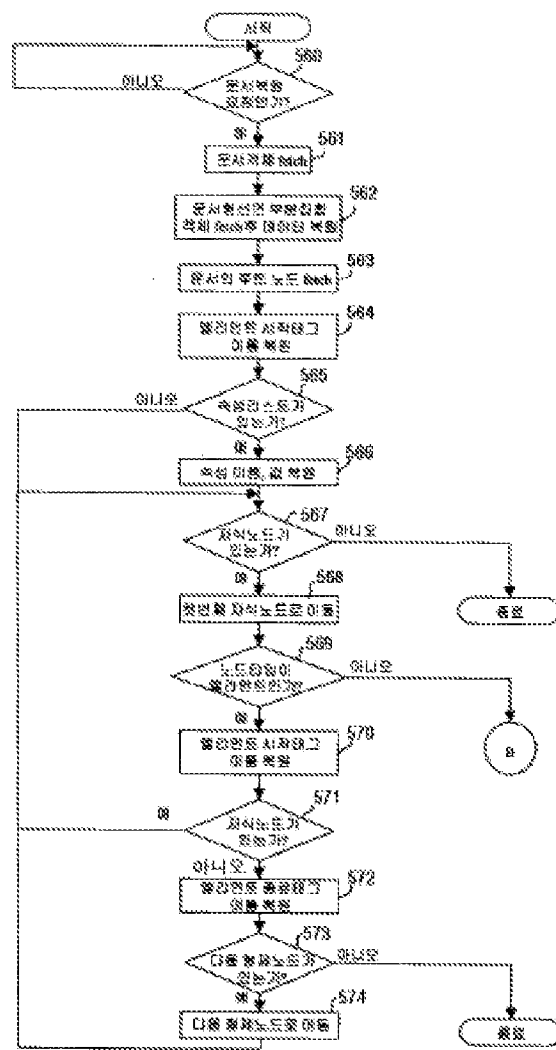 시작
560
아니오
문서복원
요청인가?
예
561
문서객체 fetch
562
문서형선언 부분집합
객체 fetch후 데이터 복원
563
문서의 루트 노드 fetch
564
엘리먼트 시작태그
이름 복원
565
아니오
속성리스트가
있는가?
예
566
속성 이름, 값 복원
567
자식노드가
있는가?
아니오
예
568
첫번째 자식노드로 이동
종료
569
노드타입이
엘리먼트인가?
아니오
예
570
엘리먼트 시작태그
이름 복원
571
예
자식노드가
있는가?
아니오
572
엘리먼트 종료태그
이름 복원
573
다음 형제노드가
있는가?
아니오
예
574
다음 형제노드로 이동
종료